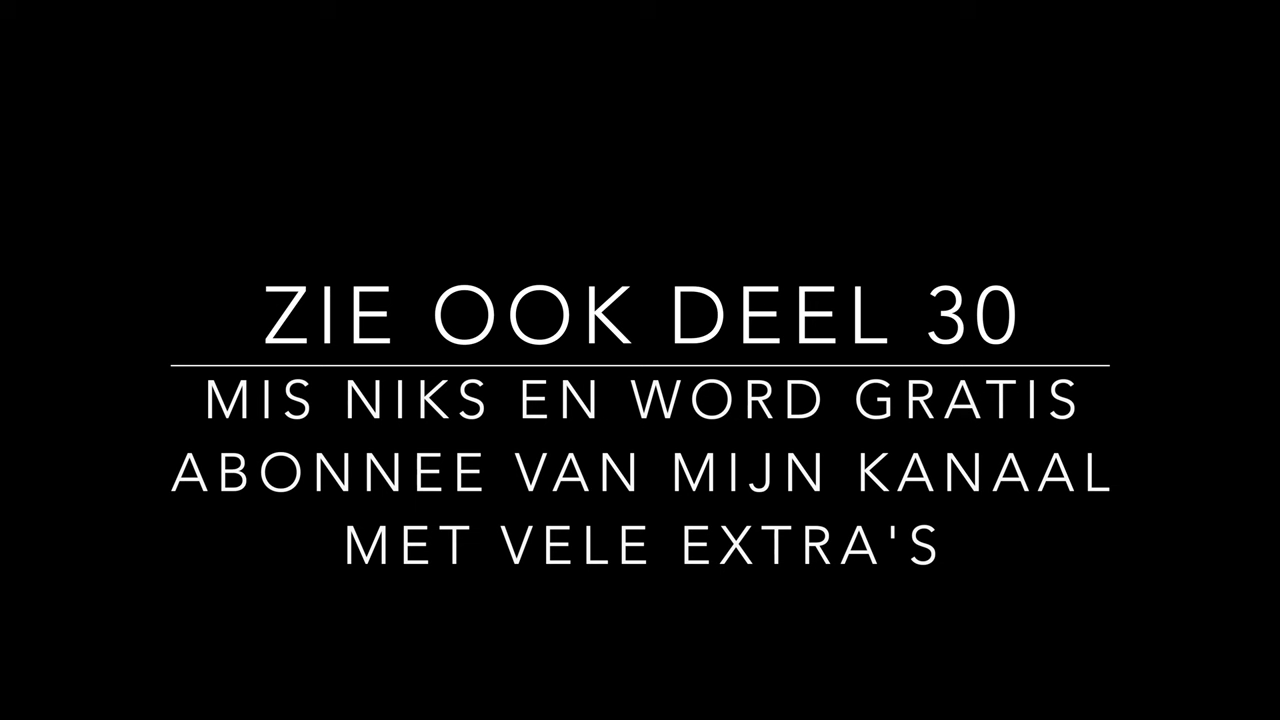 ZIE OOK DEEL 30
MIS NIKS EN WORD GRATIS
ABONNEE VAN MIJN KANAAL
MET VELE EXTRA'S